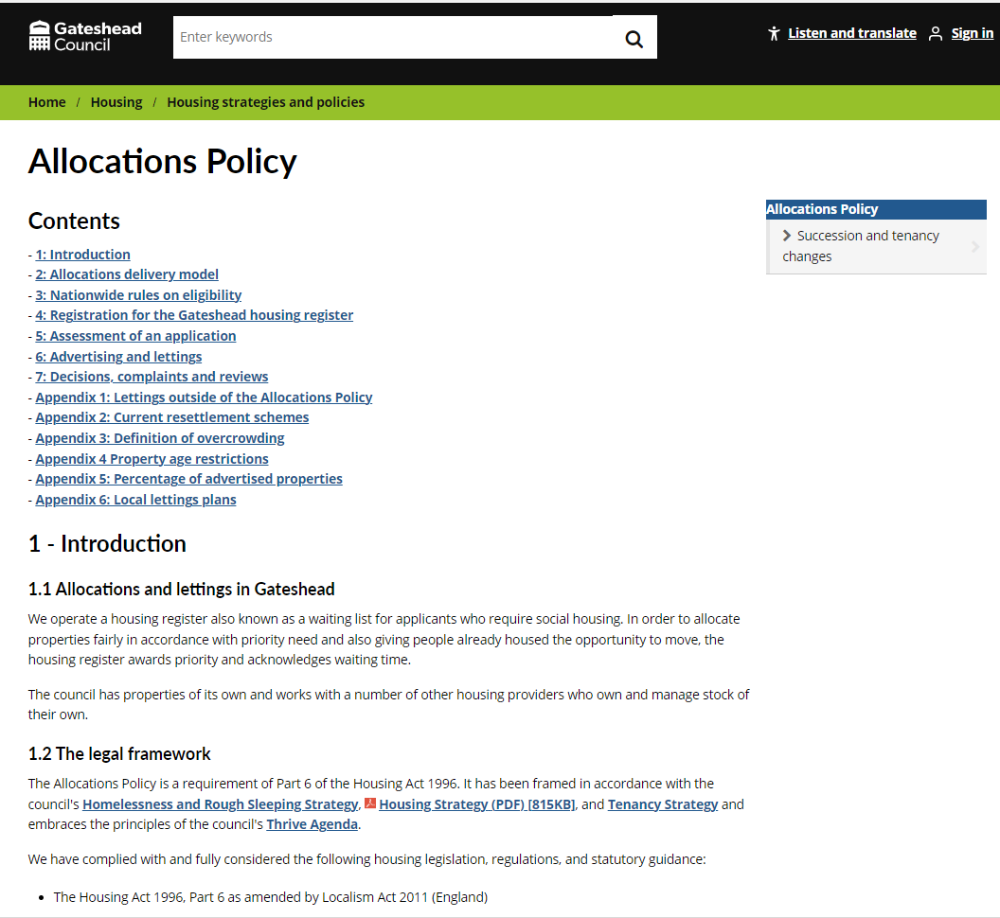 Gateshead
Council
Enter keywords
Listen and translate
Sign in
Home / Housing / Housing strategies and policies
Allocations Policy
Allocations Policy
Succession and tenancy
changes
Contents
- 1: Introduction
- 2: Allocations delivery model
- 3: Nationwide rules on eligibility
- 4: Registration for the Gateshead housing register
- 5: Assessment of an application
- 6: Advertising and lettings
- 7: Decisions, complaints and reviews
- Appendix 1: Lettings outside of the Allocations Policy
- Appendix 2: Current resettlement schemes
- Appendix 3: Definition of overcrowding
- Appendix 4 Property age restrictions
- Appendix 5: Percentage of advertised properties
- Appendix 6: Local lettings plans
1 - Introduction
1.1 Allocations and lettings in Gateshead
We operate a housing register also known as a waiting list for applicants who require social housing. In order to allocate
properties fairly in accordance with priority need and also giving people already housed the opportunity to move, the
housing register awards priority and acknowledges waiting time.
The council has properties of its own and works with a number of other housing providers who own and manage stock of
their own.
1.2 The legal framework
The Allocations Policy is a requirement of Part 6 of the Housing Act 1996. It has been framed in accordance with the
council's Homelessness and Rough Sleeping Strategy, Housing Strategy (PDF) [815KB], and Tenancy Strategy and
embraces the principles of the council's Thrive Agenda.
We have complied with and fully considered the following housing legislation, regulations, and statutory guidance:
• The Housing Act 1996, Part 6 as amended by Localism Act 2011 (England)